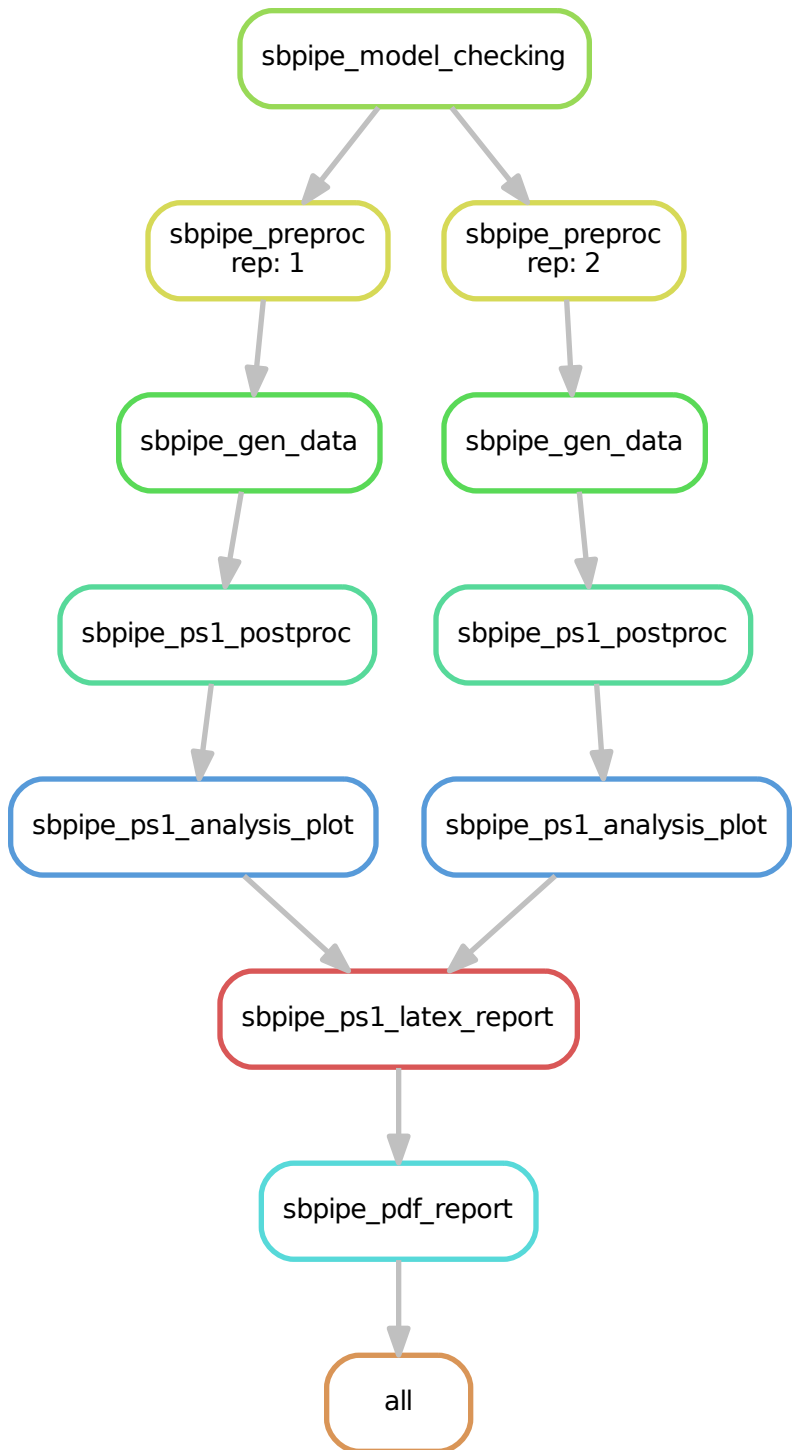 sbpipe_model_checking
sbpipe_preproc
rep: 1
sbpipe_preproc
rep: 2
sbpipe_gen_data
sbpipe_gen_data
sbpipe_ps1_postproc
sbpipe_ps1_postproc
sbpipe_ps1_analysis_plot
sbpipe_ps1_analysis_plot
sbpipe_ps1_latex_report
sbpipe_pdf_report
all